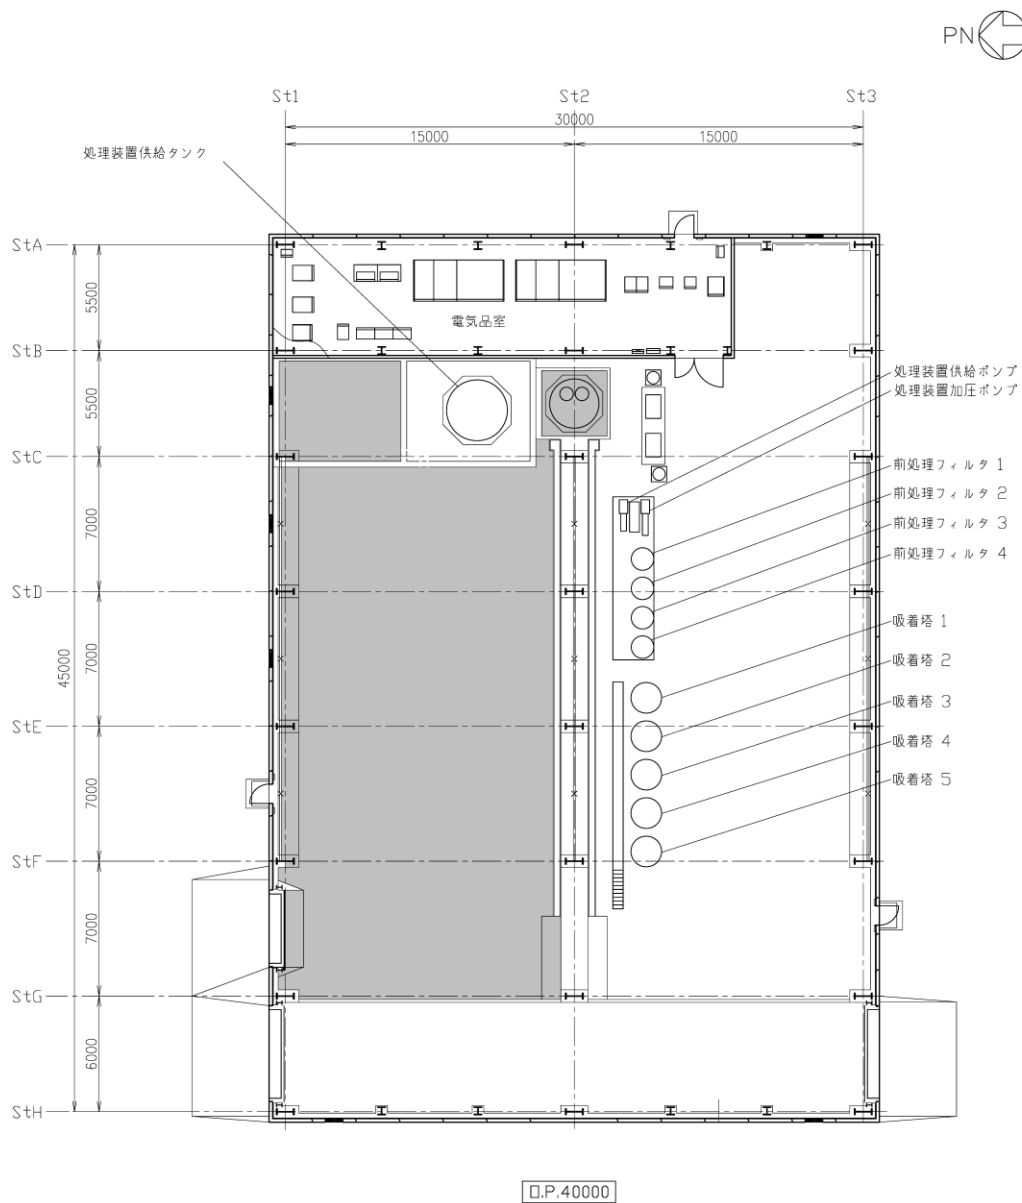 PN
St1
St2
St3
30000
15000
15000
処理装置供給タンク
StA
5500
電気品室
StB
5500
処理装置供給ポンプ
処理装置加圧ポンプ
StC
前処理フィルタ 1
前処理フィルタ 2
7000
前処理フィルタ 3
前処理フィルタ 4
StD
吸着塔 1
45000
7000
吸着塔 2
吸着塔 3
StE
吸着塔 4
吸着塔 5
7000
StF
7000
StG
6000
StH
O.P.40000